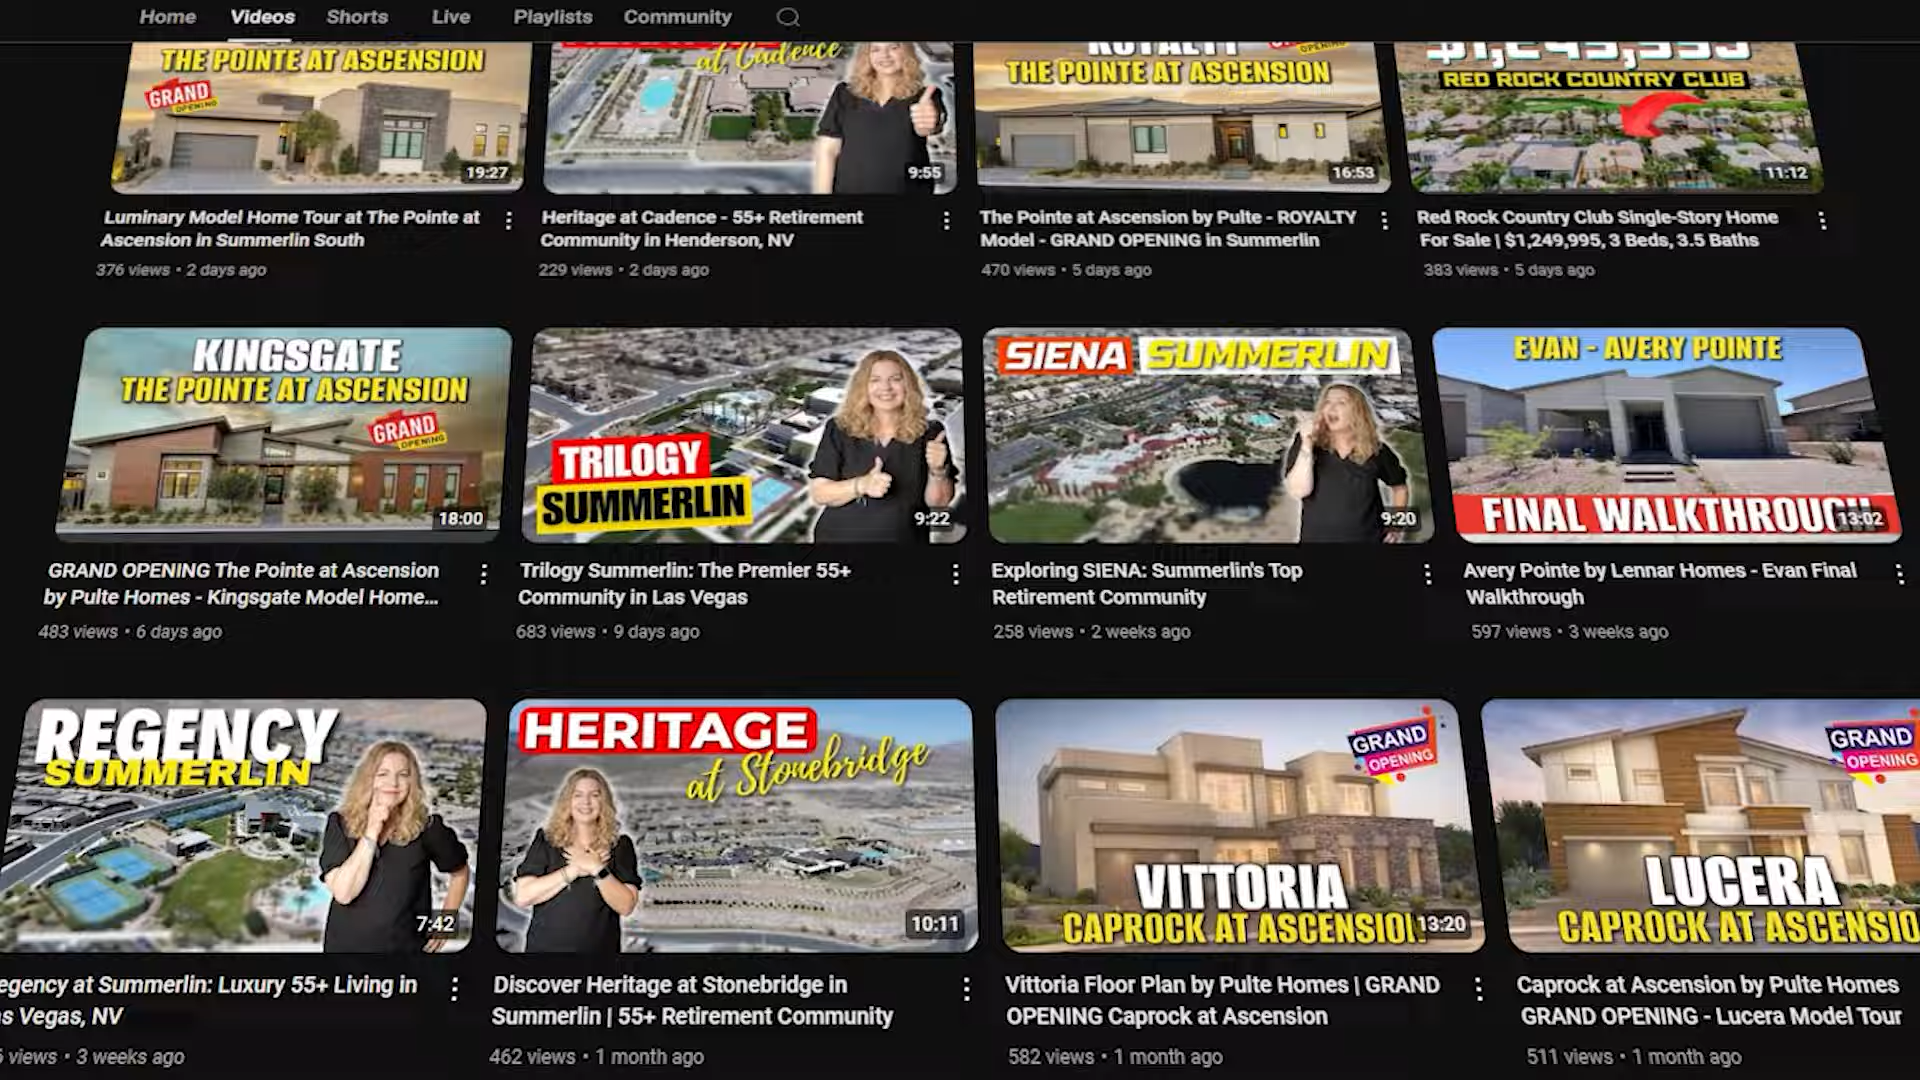 Home Videos Shorts Live Playlists Community
THE POINTE AT ASCENSION
GRAND
OPENING
19:27
at Cadence
9:55
ROYALTY
THE POINTE AT ASCENSION
OPENING
16:53
$1,249,995
RED ROCK COUNTRY CLUB
11:12
Luminary Model Home Tour at The Pointe at
Ascension in Summerlin South
376 views • 2 days ago
Heritage at Cadence - 55+ Retirement
Community in Henderson, NV
229 views • 2 days ago
The Pointe at Ascension by Pulte - ROYALTY
Model - GRAND OPENING in Summerlin
470 views • 5 days ago
Red Rock Country Club Single-Story Home
For Sale | $1,249,995, 3 Beds, 3.5 Baths
383 views • 5 days ago
KINGSGATE
THE POINTE AT ASCENSION
GRAND
OPENING
18:00
TRILOGY
SUMMERLIN
9:22
SIENA SUMMERLIN
9:20
EVAN - AVERY POINTE
FINAL WALKTHROUGH
13:02
GRAND OPENING The Pointe at Ascension
by Pulte Homes - Kingsgate Model Home...
483 views • 6 days ago
Trilogy Summerlin: The Premier 55+
Community in Las Vegas
683 views • 9 days ago
Exploring SIENA: Summerlin's Top
Retirement Community
258 views • 2 weeks ago
Avery Pointe by Lennar Homes - Evan Final
Walkthrough
597 views • 3 weeks ago
REGENCY
SUMMERLIN
7:42
HERITAGE
at Stonebridge
10:11
GRAND
OPENING
VITTORIA
CAPROCK AT ASCENSION
13:20
GRAND
OPENING
LUCERA
CAPROCK AT ASCENSIO
egency at Summerlin: Luxury 55+ Living in
as Vegas, NV
views • 3 weeks ago
Discover Heritage at Stonebridge in
Summerlin | 55+ Retirement Community
462 views • 1 month ago
Vittoria Floor Plan by Pulte Homes | GRAND
OPENING Caprock at Ascension
582 views • 1 month ago
Caprock at Ascension by Pulte Homes
GRAND OPENING - Lucera Model Tour
511 views • 1 month ago